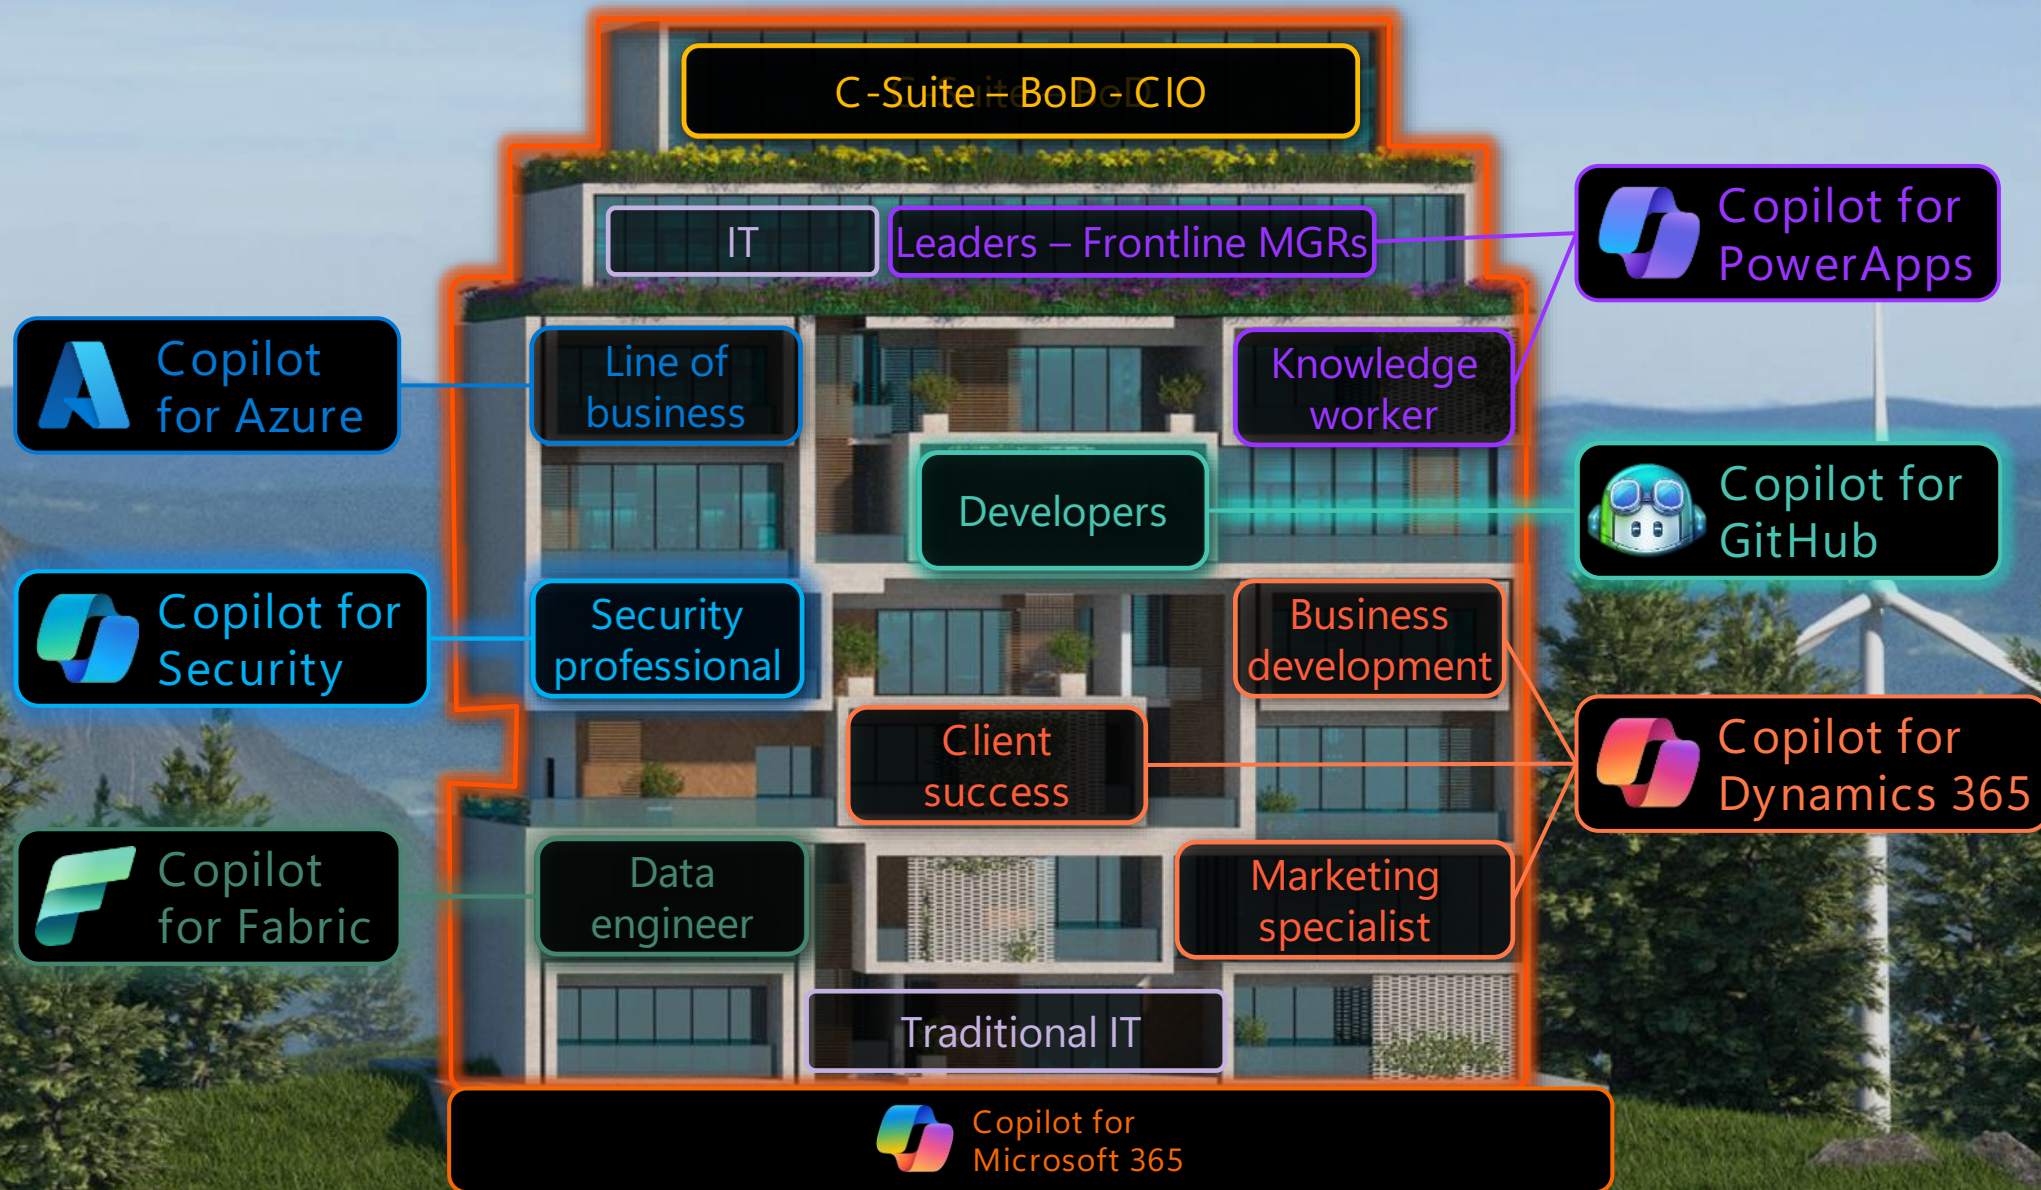 C-Suite – BoD - CIO
IT
Leaders – Frontline MGRs
Copilot for
PowerApps
Copilot
for Azure
Line of
business
Knowledge
worker
Developers
Copilot for
GitHub
Copilot for
Security
Security
professional
Business
development
Client
success
Copilot for
Dynamics 365
Copilot
for Fabric
Data
engineer
Marketing
specialist
Traditional IT
Copilot for
Microsoft 365